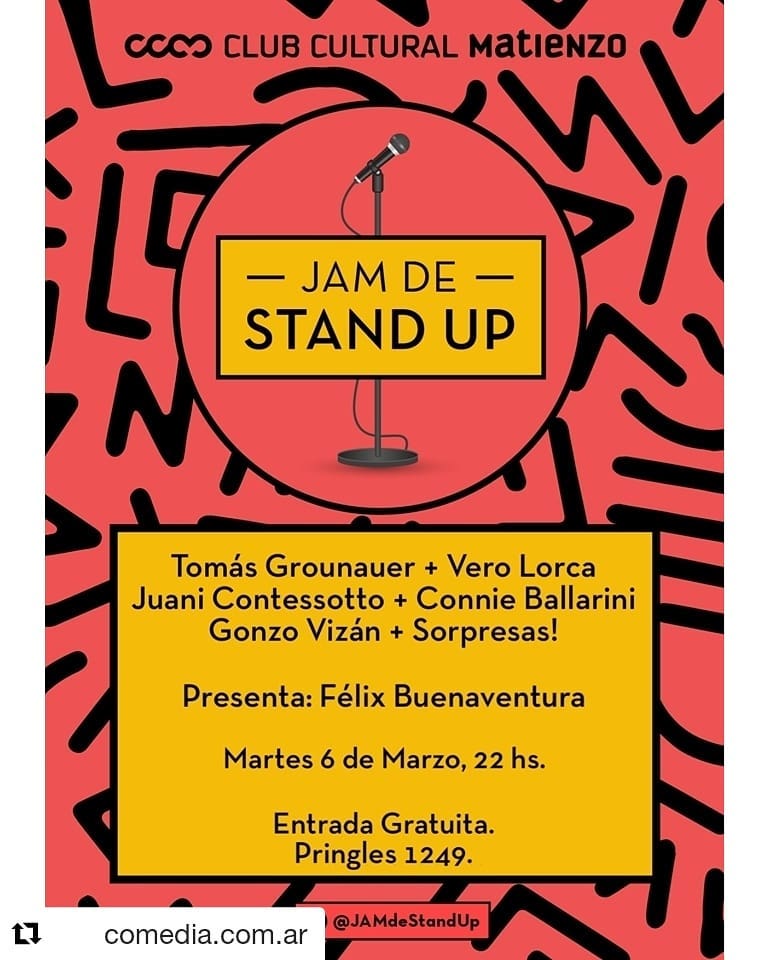 CLUB CULTURAL MatiENZO
— JAM DE —
STAND UP
Tomás Grounauer + Vero Lorca
Juani Contessotto + Connie Ballarini
Gonzo Vizán + Sorpresas!
Presenta: Félix Buenaventura
Martes 6 de Marzo, 22 hs.
Entrada Gratuita.
Pringles 1249.
@JAMdeStandUp
comedia.com.ar